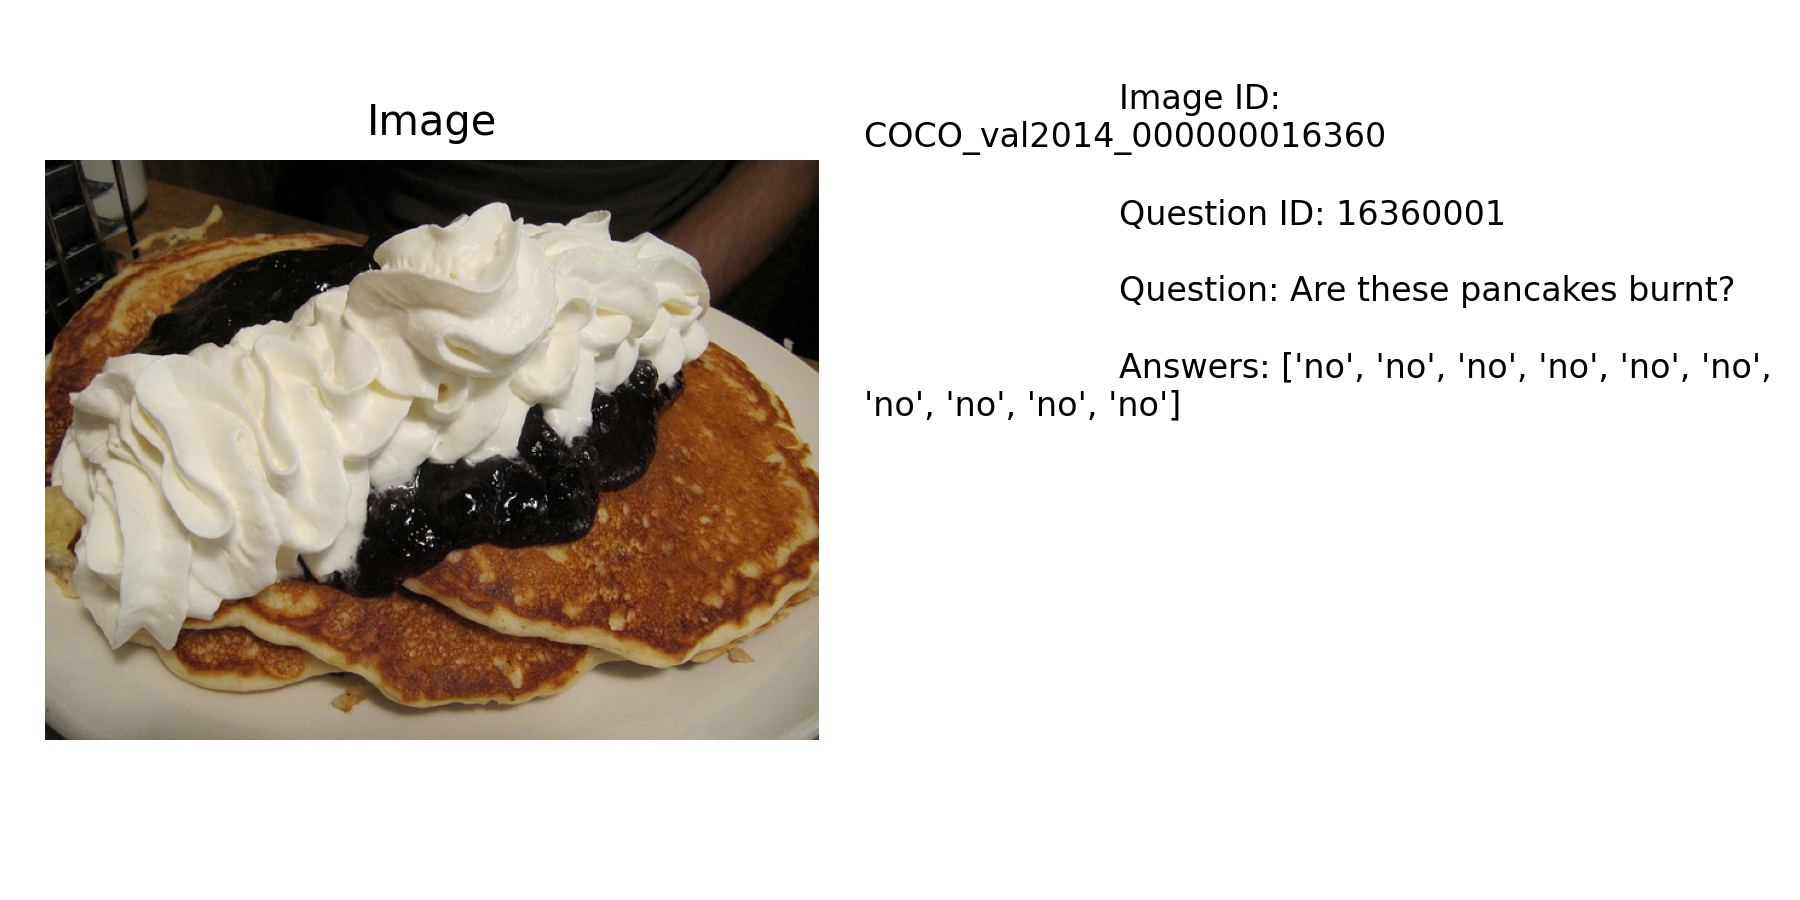 Image
Image ID:
COCO_val2014_000000016360
Question ID: 16360001
Question: Are these pancakes burnt?
Answers: ['no', 'no', 'no', 'no', 'no', 'no',
'no', 'no', 'no', 'no']